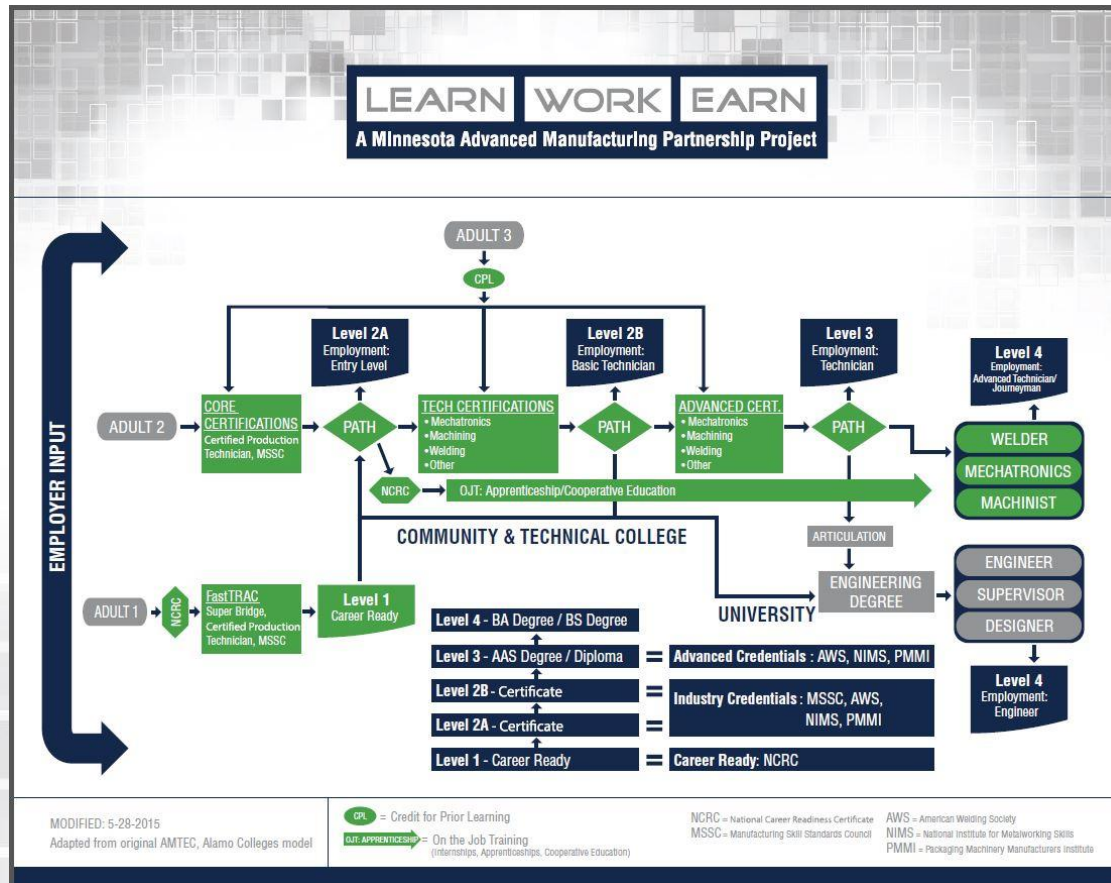 LEARN WORK EARN
A Minnesota Advanced Manufacturing Partnership Project
EMPLOYER INPUT
ADULT 3
CPL
Level 2A
Employment:
Entry Level
Level 2B
Employment:
Basic Technician
Level 3
Employment:
Technician
Level 4
Employment:
Advanced Technician/
Journeyman
ADULT 2
CORE
CERTIFICATIONS
Certified Production
Technician, MSSC
PATH
TECH CERTIFICATIONS
• Mechatronics
• Machining
• Welding
• Other
PATH
ADVANCED CERT.
• Mechatronics
• Machining
• Welding
• Other
PATH
WELDER
MECHATRONICS
MACHINIST
NCRC
OJT: Apprenticeship/Cooperative Education
COMMUNITY & TECHNICAL COLLEGE
ARTICULATION
ENGINEERING
DEGREE
UNIVERSITY
ENGINEER
SUPERVISOR
DESIGNER
Level 4
Employment:
Engineer
ADULT 1
NCRC
FastTRAC
Super Bridge,
Certified Production
Technician, MSSC
Level 1
Career Ready
Level 4 - BA Degree / BS Degree
Level 3 - AAS Degree / Diploma = Advanced Credentials : AWS, NIMS, PMMI
Level 2B - Certificate = Industry Credentials : MSSC, AWS,
NIMS, PMMI
Level 2A - Certificate =
Level 1 - Career Ready = Career Ready: NCRC
MODIFIED: 5-28-2015
Adapted from original AMTEC, Alamo Colleges model
CPL = Credit for Prior Learning
OJT: APPRENTICESHIP = On the Job Training
(Internships, Apprenticeships, Cooperative Education)
NCRC = National Career Readiness Certificate
MSSC = Manufacturing Skill Standards Council
AWS = American Welding Society
NIMS = National Institute for Metalworking Skills
PMMI = Packaging Machinery Manufacturers Institute